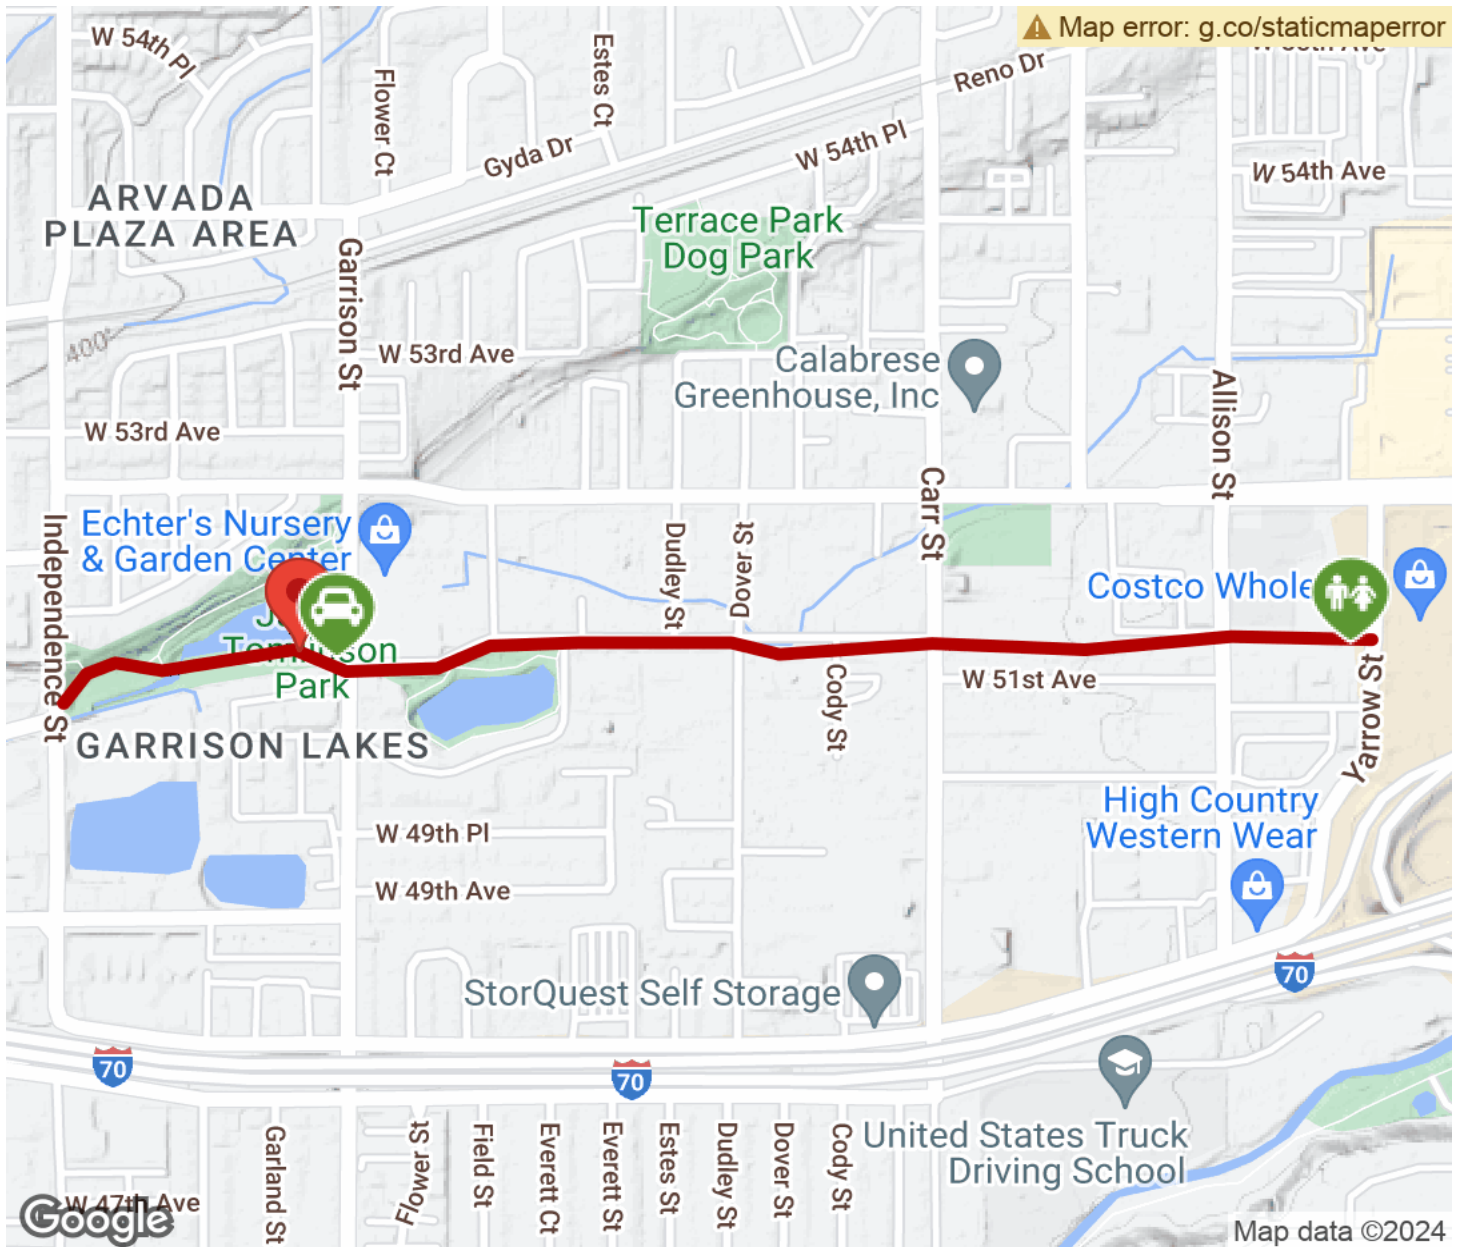 Map error: g.co/staticmaperror
W 54th Pl
Estes Ct
Flower Ct
Reno Dr
Gyda Dr
W 54th Pl
W 54th Ave
ARVADA
PLAZA AREA
Terrace Park
Dog Park
Garrison St
400'
W 53rd Ave
Calabrese
Greenhouse, Inc
Allison St
W 53rd Ave
Carr St
Echter's Nursery
& Garden Center
Independence St
Dudley St
Dover St
Costco Whole
Tomlinson
Park
W 51st Ave
Cody St
Yarrow St
GARRISON LAKES
High Country
Western Wear
W 49th Pl
W 49th Ave
StorQuest Self Storage
70
70
70
Garland St
Flower St
Field St
Everett Ct
Everett St
Estes St
Dudley St
Dover St
Cody St
United States Truck
Driving School
W 47th Ave
Google
Map data ©2024